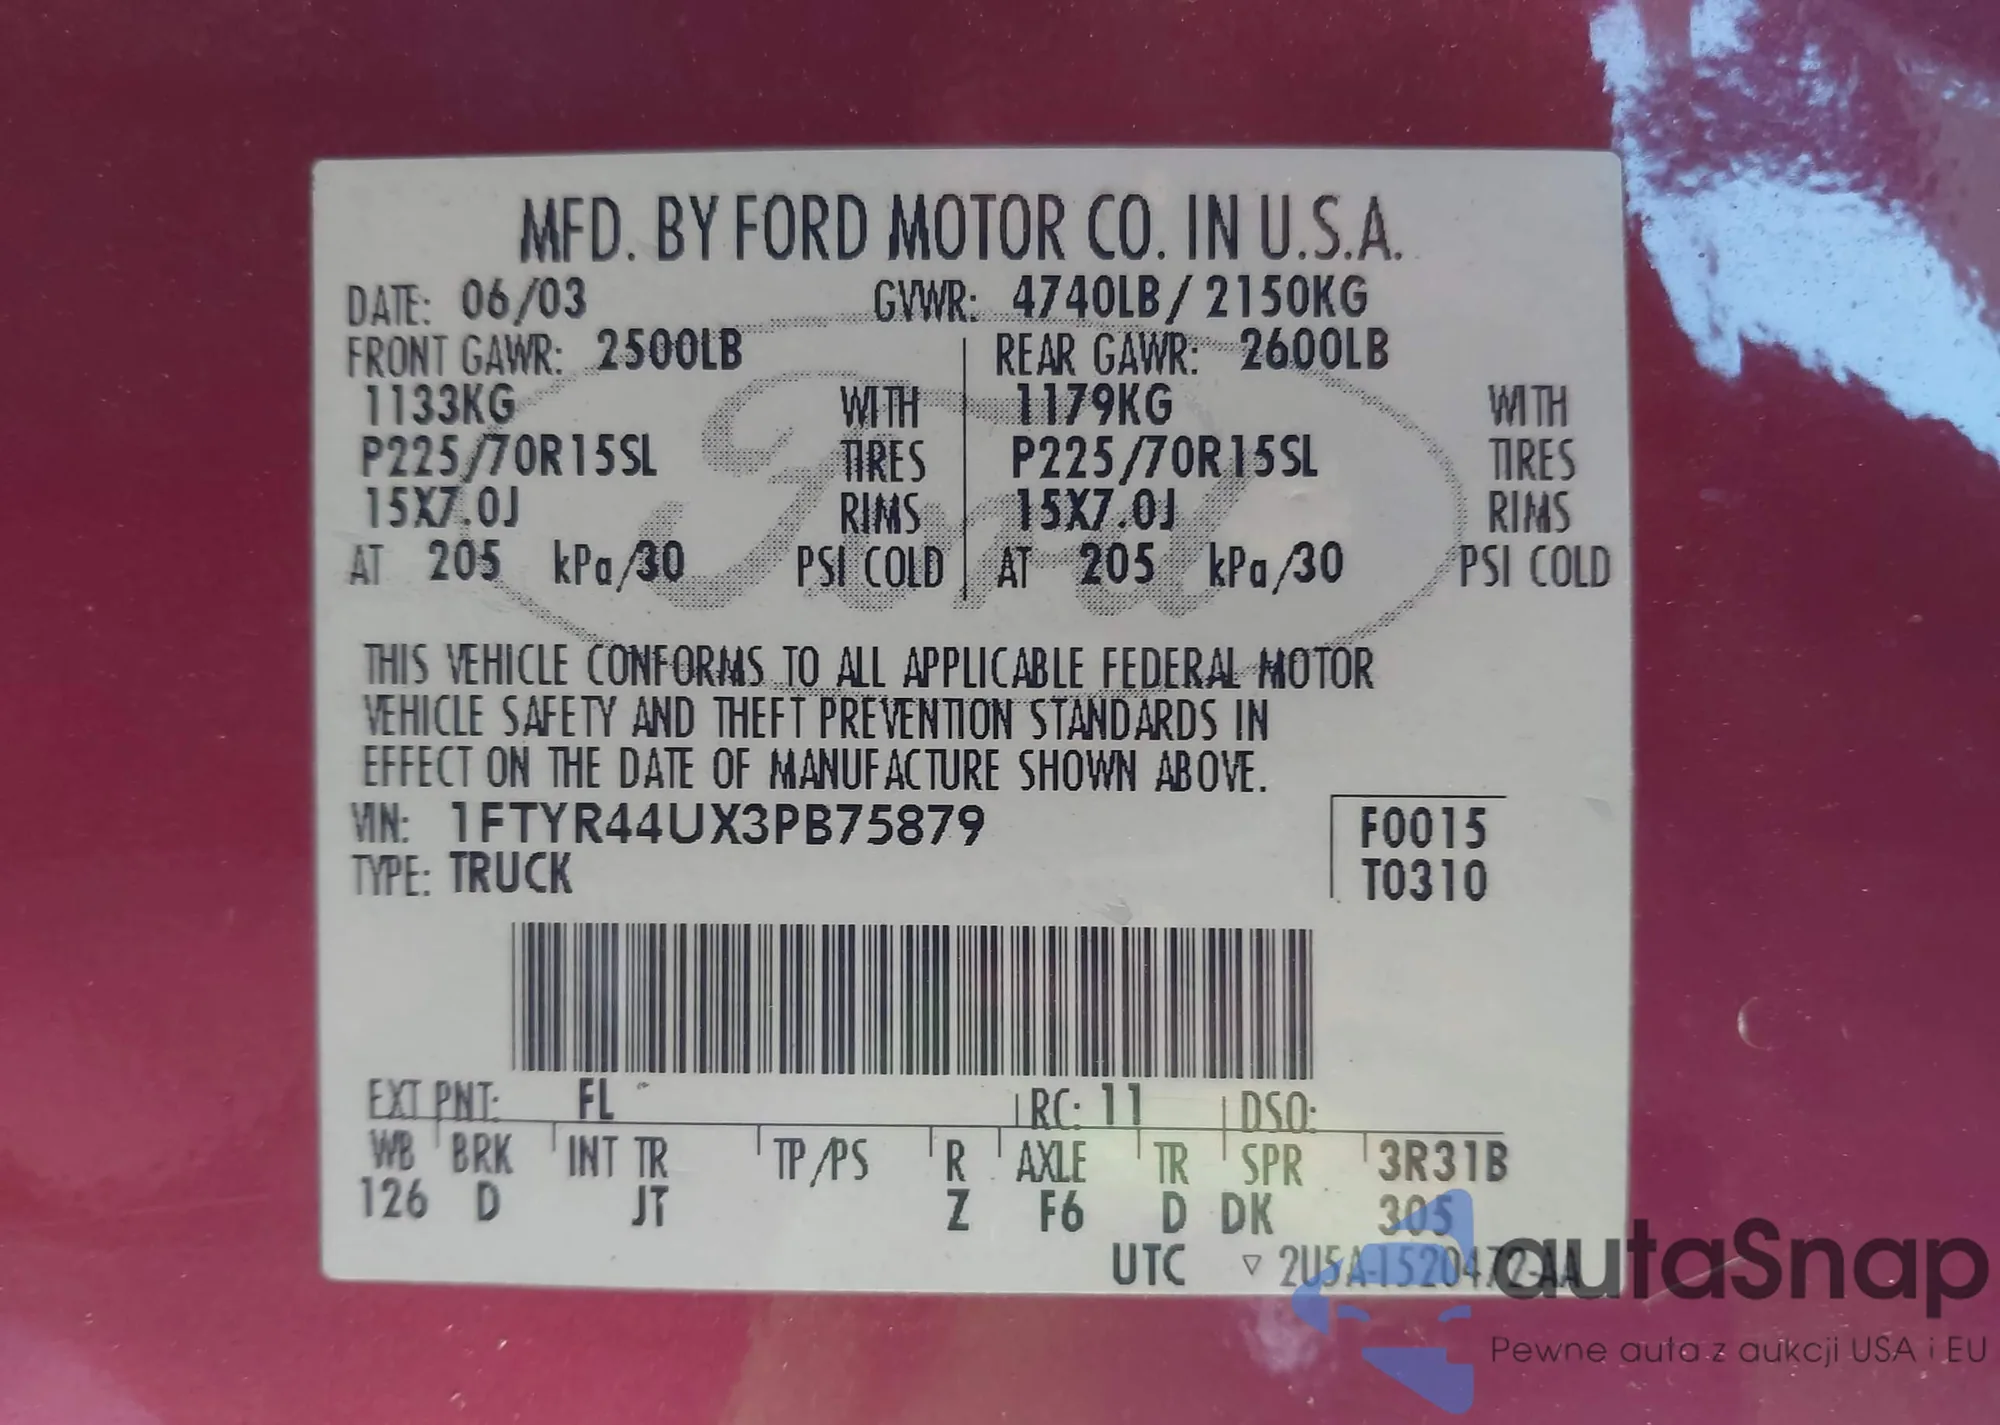 MFD. BY FORD MOTOR CO. IN U.S.A.
DATE: 06/03 GVWR: 4740LB/2150KG
FRONT GAWR: 2500LB REAR GAWR: 2600LB
1133KG WITH 1179KG WITH
P225/70R15SL TIRES P225/70R15SL TIRES
15X7.0J RIMS 15X7.0J RIMS
AT 205 kPa/30 PSI COLD AT 205 kPa/30 PSI COLD
Ford
THIS VEHICLE CONFORMS TO ALL APPLICABLE FEDERAL MOTOR
VEHICLE SAFETY AND THEFT PREVENTION STANDARDS IN
EFFECT ON THE DATE OF MANUFACTURE SHOWN ABOVE.
VIN: 1FTYR44UX3PB75879 F0015
TYPE: TRUCK T0310
EXT PNT: FL RC: 11 DSO:
WB BRK INT TR TP/PS R AXLE TR SPR 3R31B
126 D JT Z F6 D DK 305
UTC ▽ 2U5A-1520472-AA
autaSnap
Pewne auta z aukcji USA i EU